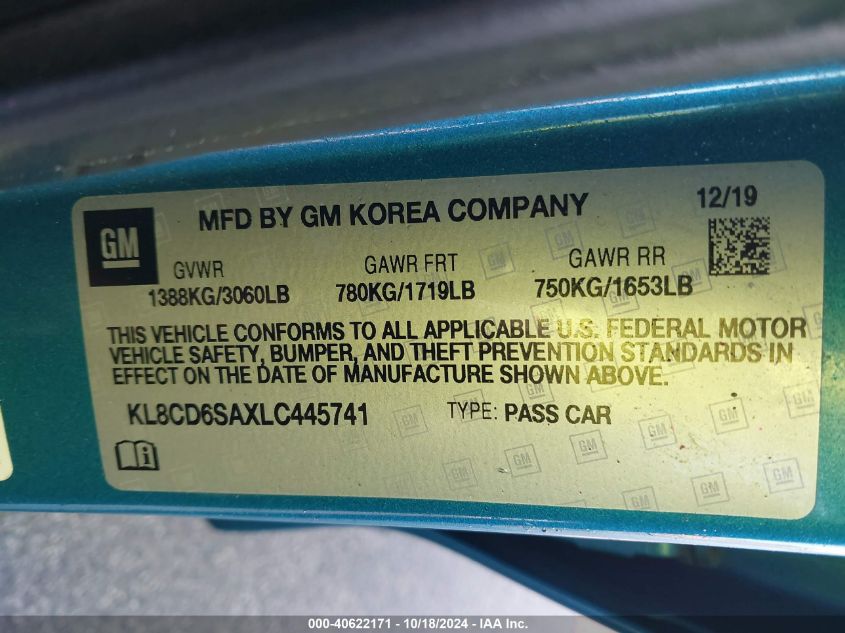 MFD BY GM KOREA COMPANY 12/19
GM
GVWR GAWR FRT GAWR RR
1388KG/3060LB 780KG/1719LB 750KG/1653LB
THIS VEHICLE CONFORMS TO ALL APPLICABLE U.S. FEDERAL MOTOR
VEHICLE SAFETY, BUMPER, AND THEFT PREVENTION STANDARDS IN
EFFECT ON THE DATE OF MANUFACTURE SHOWN ABOVE.
KL8CD6SAXLC445741 TYPE: PASS CAR
000-40622171 - 10/18/2024 - IAA Inc.